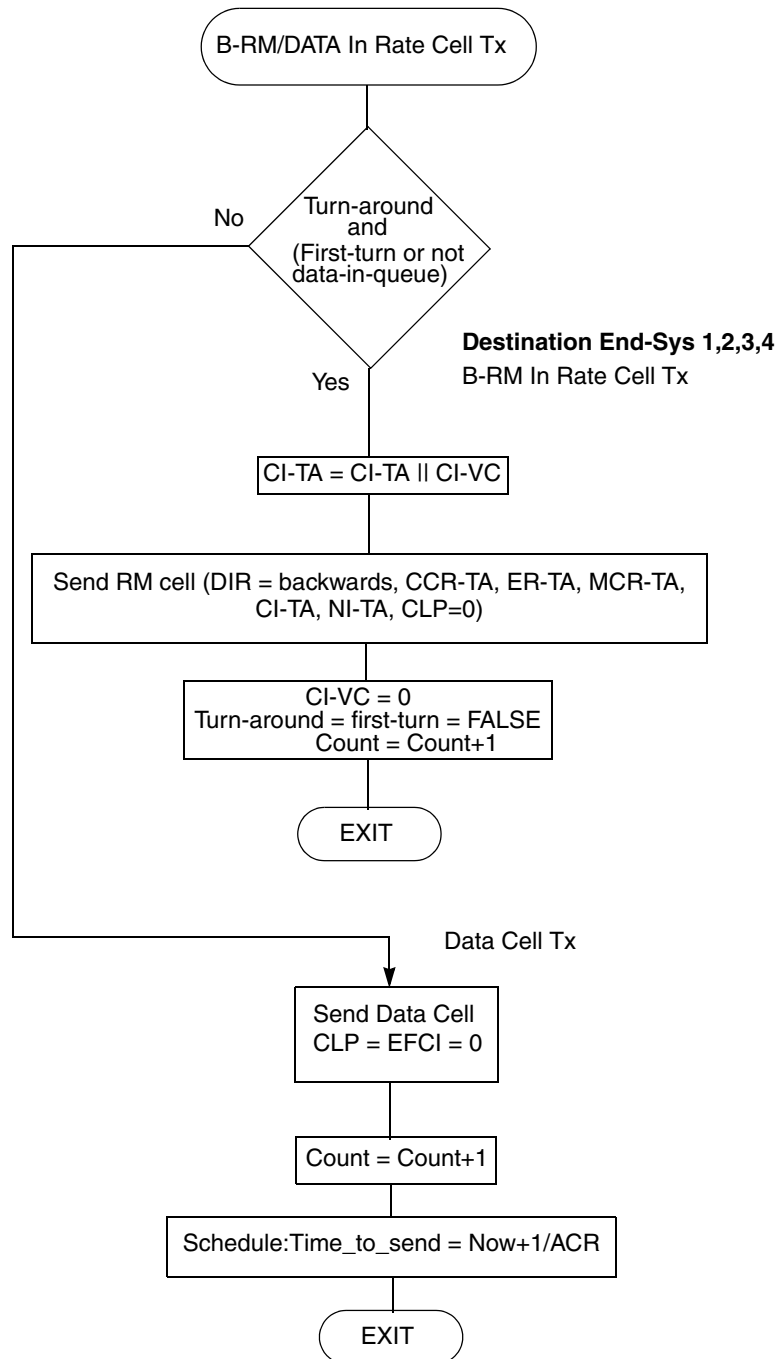 B-RM/DATA In Rate Cell Tx
No
Turn-around
and
(First-turn or not
data-in-queue)
Destination End-Sys 1,2,3,4
B-RM In Rate Cell Tx
Yes
CI-TA = CI-TA || CI-VC
Send RM cell (DIR = backwards, CCR-TA, ER-TA, MCR-TA,
CI-TA, NI-TA, CLP=0)
CI-VC = 0
Turn-around = first-turn = FALSE
Count = Count+1
EXIT
Data Cell Tx
Send Data Cell
CLP = EFCI = 0
Count = Count+1
Schedule:Time_to_send = Now+1/ACR
EXIT